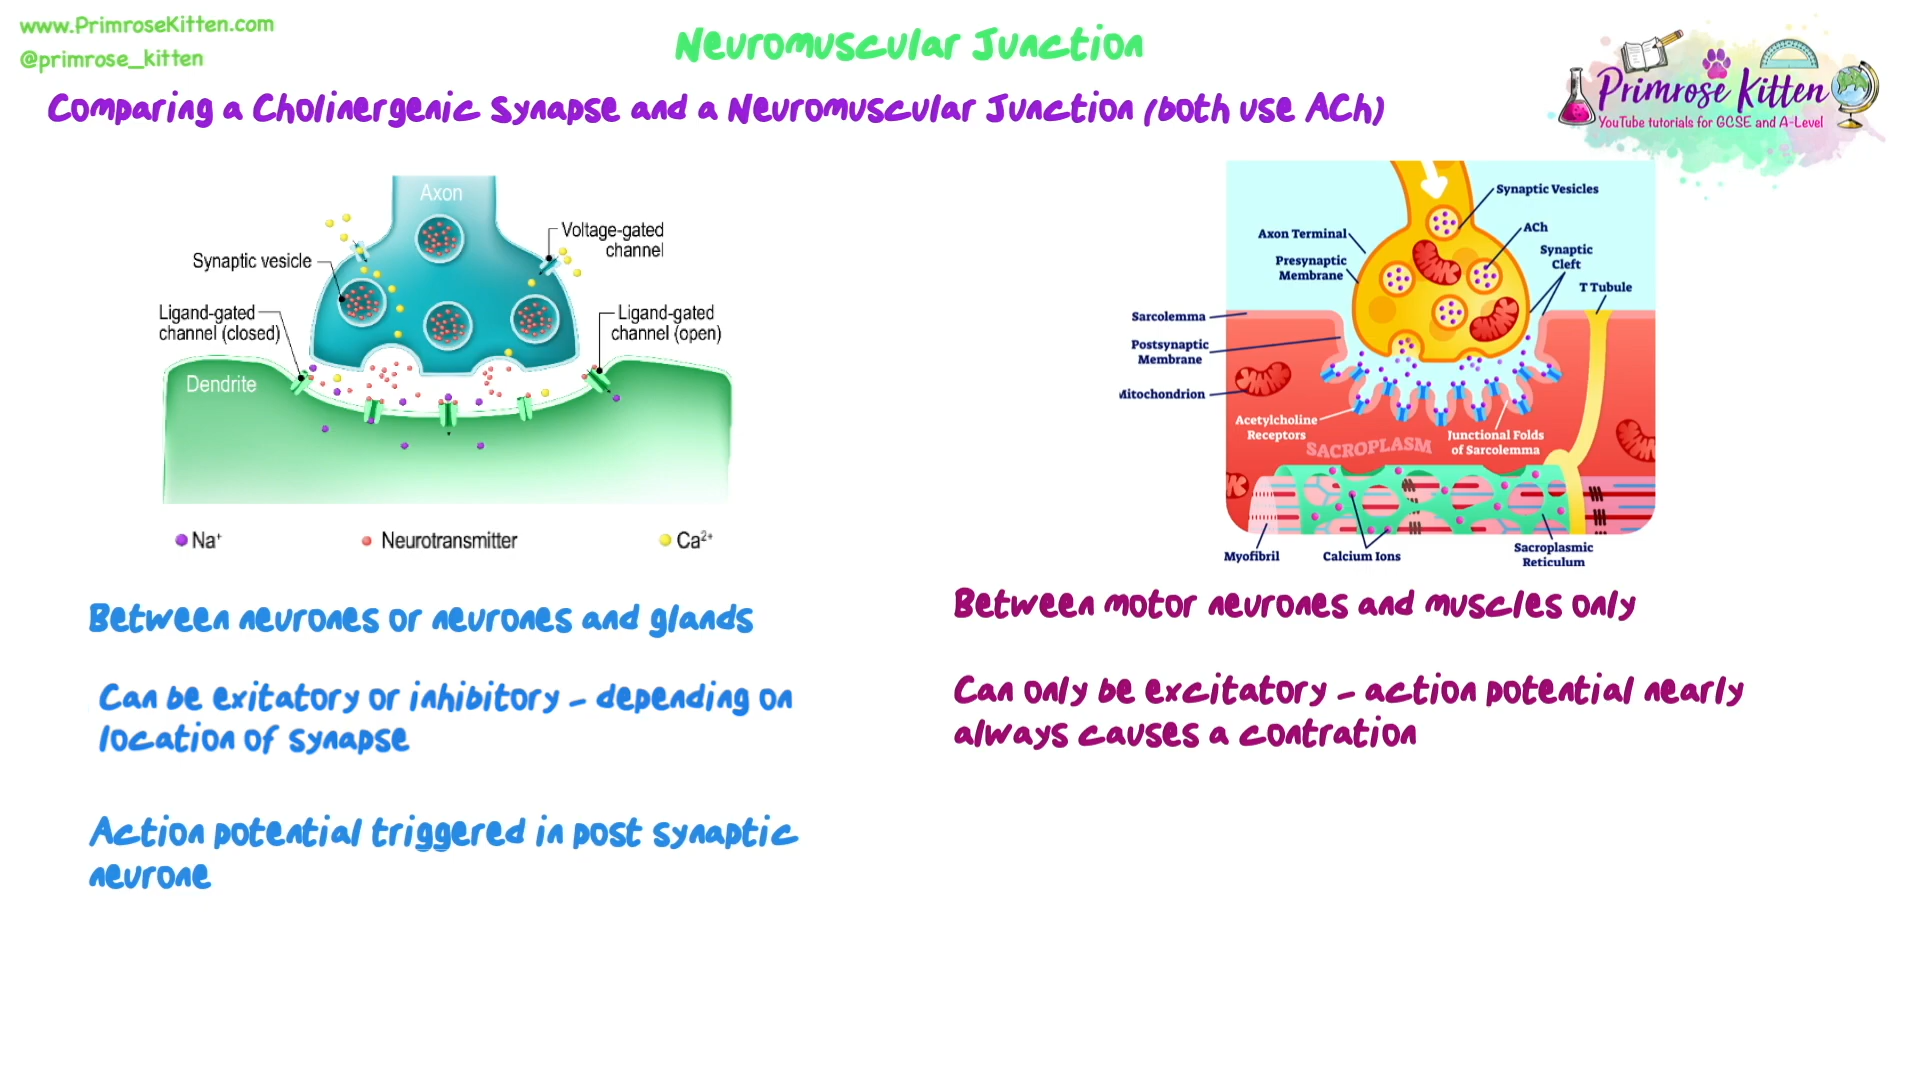 www.PrimroseKitten.com
@primrose_kitten
Neuromuscular Junction
Comparing a Cholinergenic Synapse and a Neuromuscular Junction (both use ACh)
Primrose Kitten
YouTube tutorials for GCSE and A-Level
Axon
Voltage-gated
channel
Synaptic vesicle
Ligand-gated
channel (closed)
Ligand-gated
channel (open)
Dendrite
Na⁺
Neurotransmitter
Ca²⁺
Synaptic Vesicles
ACh
Axon Terminal
Synaptic
Cleft
Presynaptic
Membrane
T Tubule
Sarcolemma
Postsynaptic
Membrane
Mitochondrion
Acetylcholine
Receptors
Junctional Folds
of Sarcolemma
SACROPLASM
Myofibril
Calcium Ions
Sacroplasmic
Reticulum
Between neurones or neurones and glands
Can be exitatory or inhibitory - depending on
location of synapse
Action potential triggered in post synaptic
neurone
Between motor neurones and muscles only
Can only be excitatory - action potential nearly
always causes a contration